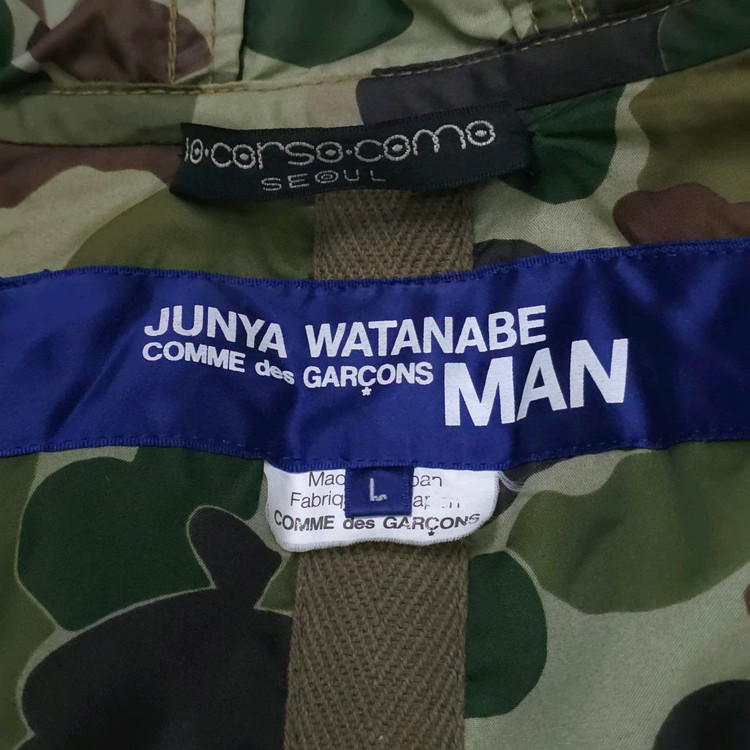 10·corso·como
SEOUL
JUNYA WATANABE
COMME des GARÇONS MAN
L
COMME des GARÇONS